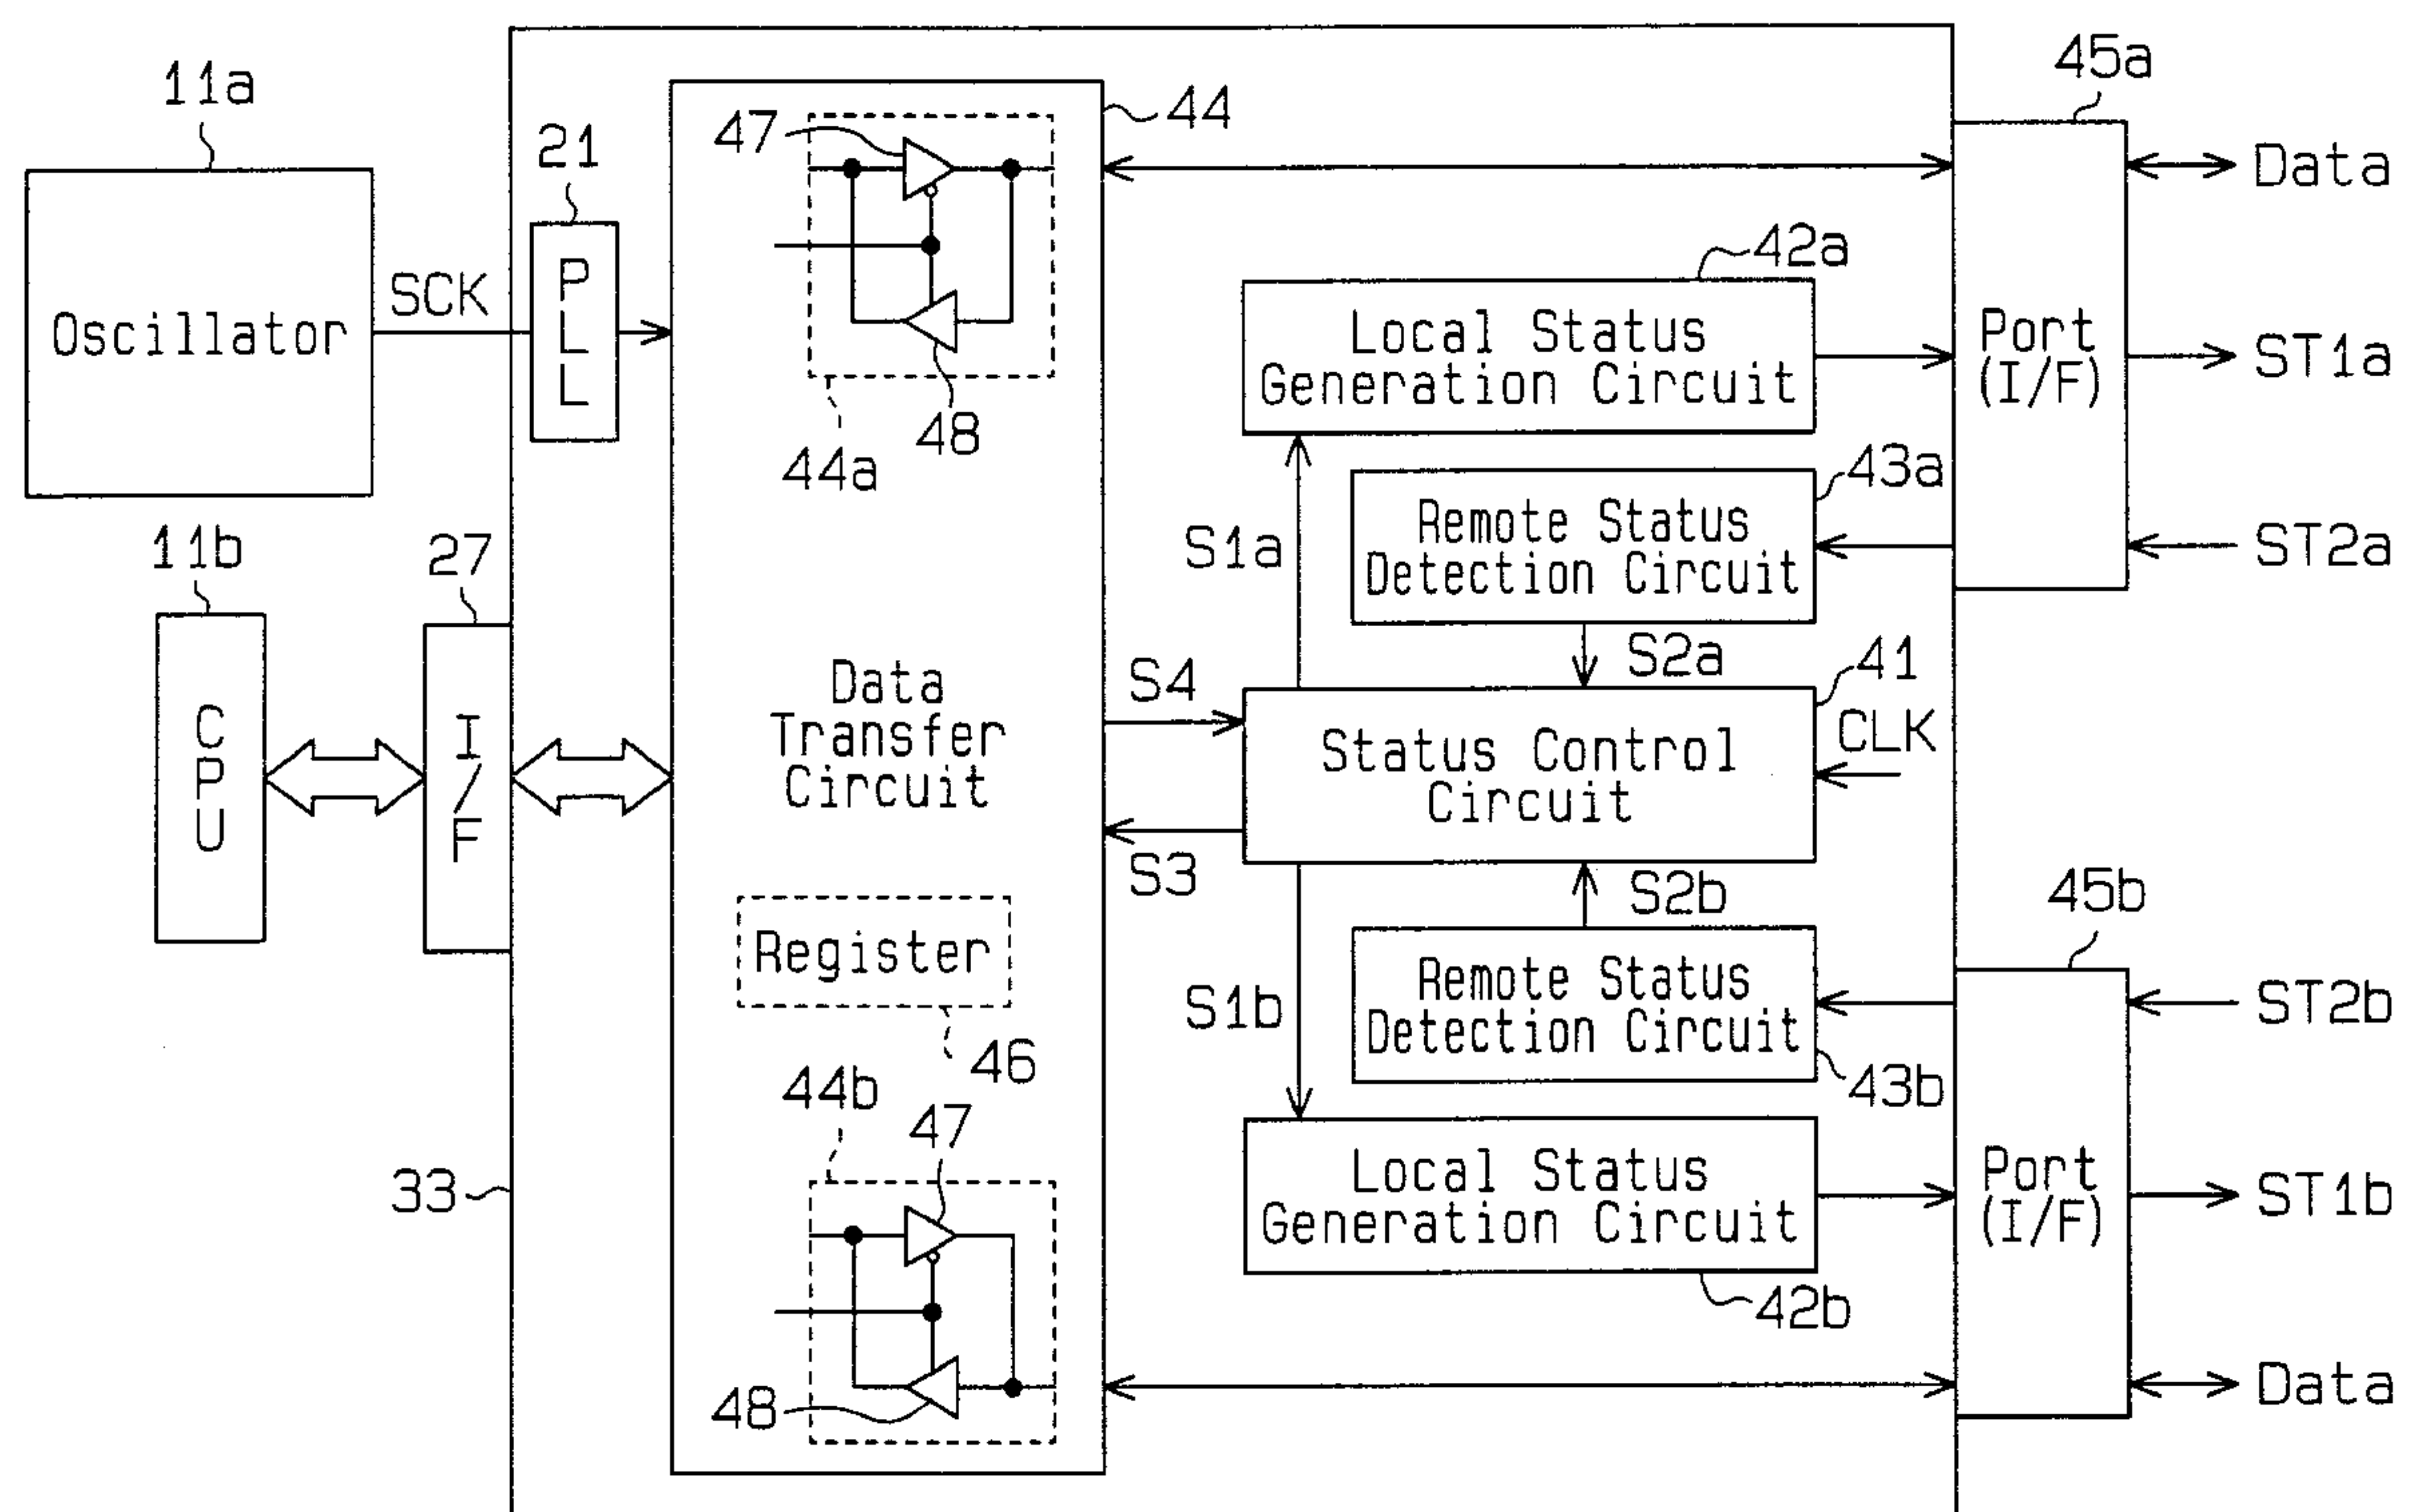 11a
Oscillator
SCK
21
PLL
11b
CPU
27
I/F
33
44
47
48
44a
Data
Transfer
Circuit
Register
46
44b
47
48
S4
S3
S1a
S1b
42a
Local Status
Generation Circuit
43a
Remote Status
Detection Circuit
S2a
41
CLK
Status Control
Circuit
S2b
Remote Status
Detection Circuit
43b
Local Status
Generation Circuit
42b
45a
Port
(I/F)
Data
ST1a
ST2a
45b
Port
(I/F)
ST2b
ST1b
Data